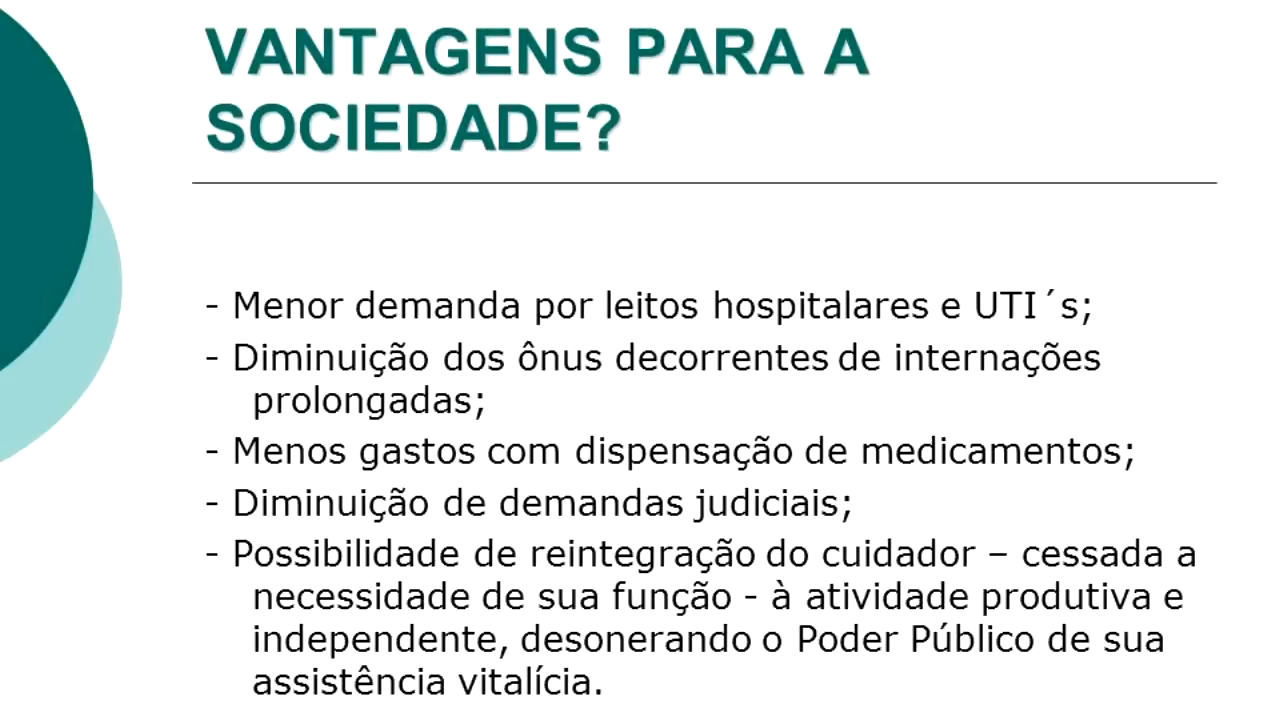 VANTAGENS PARA A
SOCIEDADE?
- Menor demanda por leitos hospitalares e UTI´s;
- Diminuição dos ônus decorrentes de internações
prolongadas;
- Menos gastos com dispensação de medicamentos;
- Diminuição de demandas judiciais;
- Possibilidade de reintegração do cuidador – cessada a
necessidade de sua função - à atividade produtiva e
independente, desonerando o Poder Público de sua
assistência vitalícia.